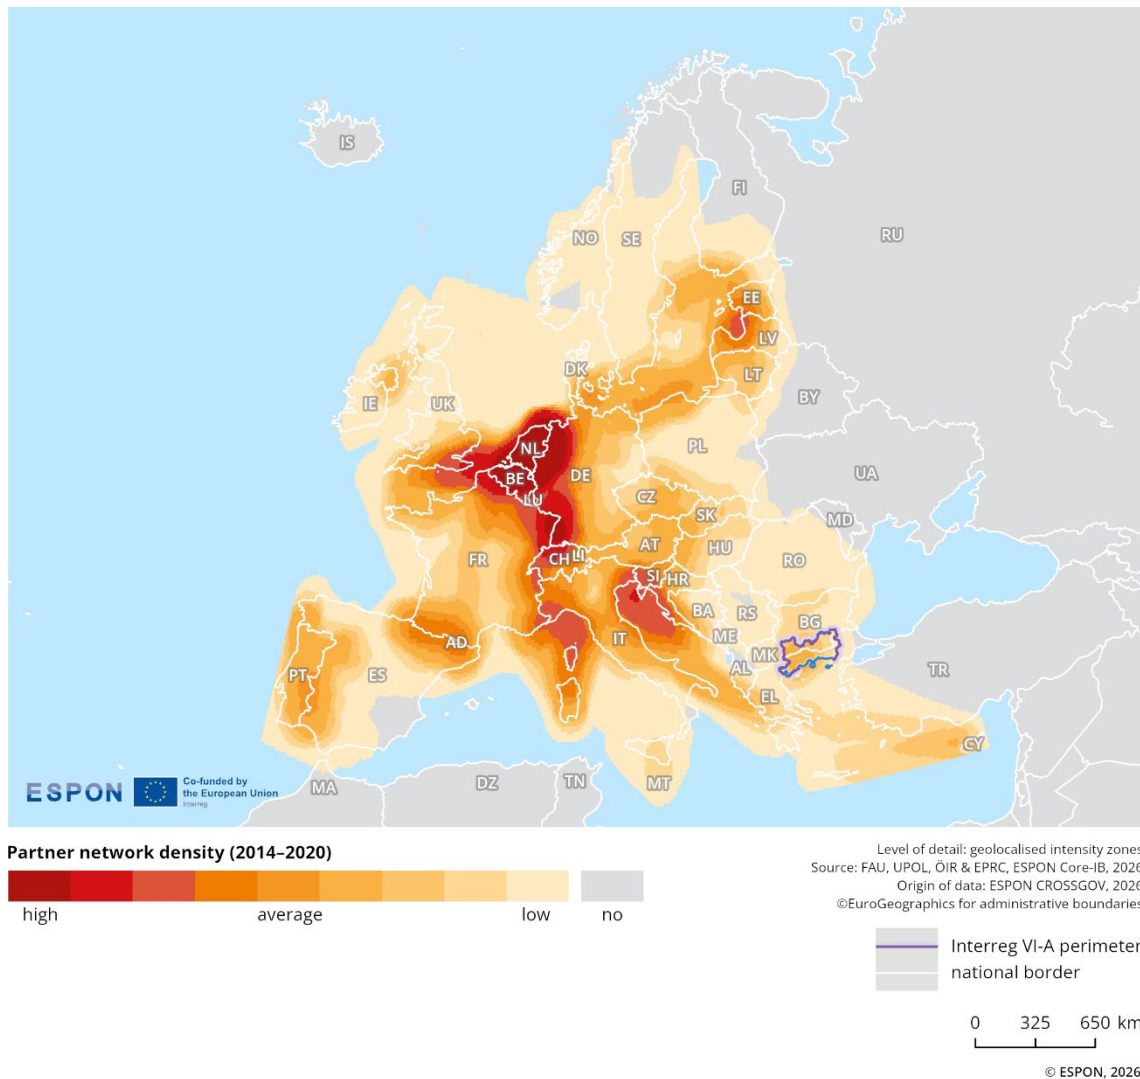 IS
FI
NO
SE
RU
EE
LV
DK
LT
IE
UK
BY
NL
PL
BE
DE
UA
LU
CZ
SK
MD
AT
HU
FR
CH
LI
RO
SI
HR
BA
RS
BG
IT
ME
AD
MK
AL
PT
ES
TR
EL
CY
MA
DZ
TN
MT
ESPON
Co-funded by
the European Union
Interreg
Partner network density (2014–2020)
high average low no
Level of detail: geolocalised intensity zones
Source: FAU, UPOL, ÖIR & EPRC, ESPON Core-IB, 2026
Origin of data: ESPON CROSSGOV, 2026
©EuroGeographics for administrative boundaries
Interreg VI-A perimeter
national border
0 325 650 km
© ESPON, 2026